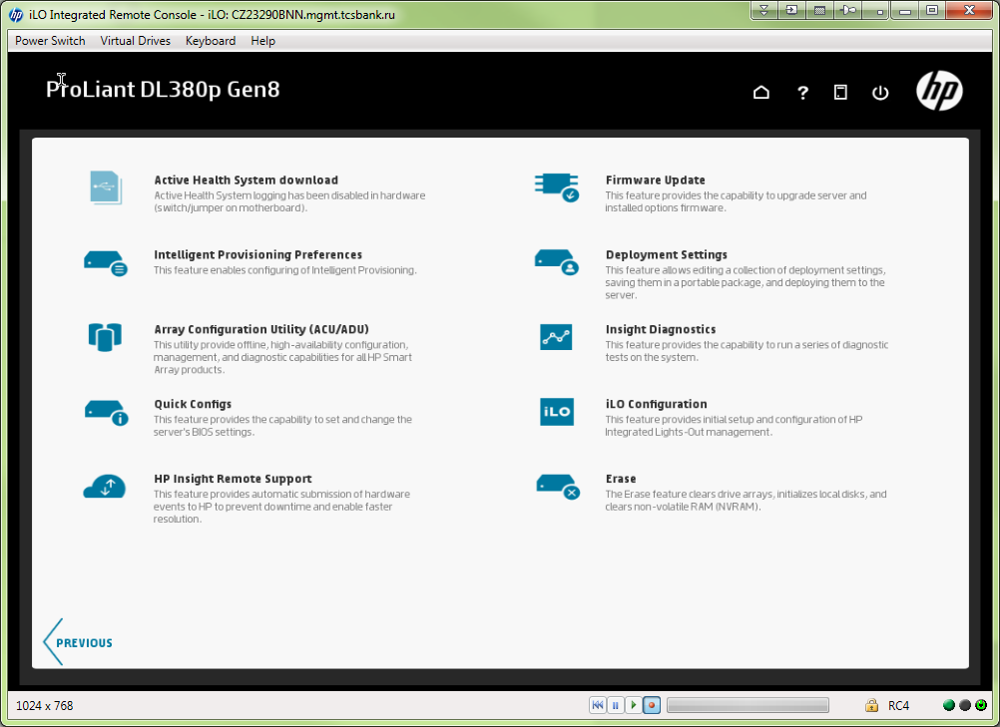 iLO Integrated Remote Console - iLO: CZ23290BNN.mgmt.tcsbank.ru
Power Switch Virtual Drives Keyboard Help
ProLiant DL380p Gen8
?
hp
Active Health System download
Active Health System logging has been disabled in hardware
(switch/jumper on motherboard).
Firmware Update
This feature provides the capability to upgrade server and
installed options firmware.
Intelligent Provisioning Preferences
This feature enables configuring of Intelligent Provisioning.
Deployment Settings
This feature allows editing a collection of deployment settings,
saving them in a portable package, and deploying them to the
server.
Array Configuration Utility (ACU/ADU)
This utility provide offline, high-availability configuration,
management, and diagnostic capabilities for all HP Smart
Array products.
Insight Diagnostics
This feature provides the capability to run a series of diagnostic
tests on the system.
Quick Configs
This feature provides the capability to set and change the
server's BIOS settings.
iLO
iLO Configuration
This feature provides initial setup and configuration of HP
Integrated Lights-Out management.
HP Insight Remote Support
This feature provides automatic submission of hardware
events to HP to prevent downtime and enable faster
resolution.
Erase
The Erase feature clears drive arrays, initializes local disks, and
clears non-volatile RAM (NVRAM).
PREVIOUS
1024 x 768
RC4